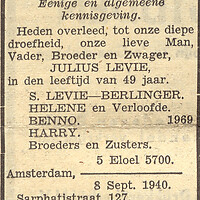 Eenige en algemeene
kennisgeving.
Heden overleed, tot onze diepe
droefheid, onze lieve Man,
Vader, Broeder en Zwager,
JULIUS LEVIE,
in den leeftijd van 49 jaar.
S. LEVIE—BERLINGER.
HELENE en Verloofde.
BENNO. 1969
HARRY.
Broeders en Zusters.
5 Eloel 5700.
Amsterdam,
8 Sept. 1940.
Sarphatistraat 127.